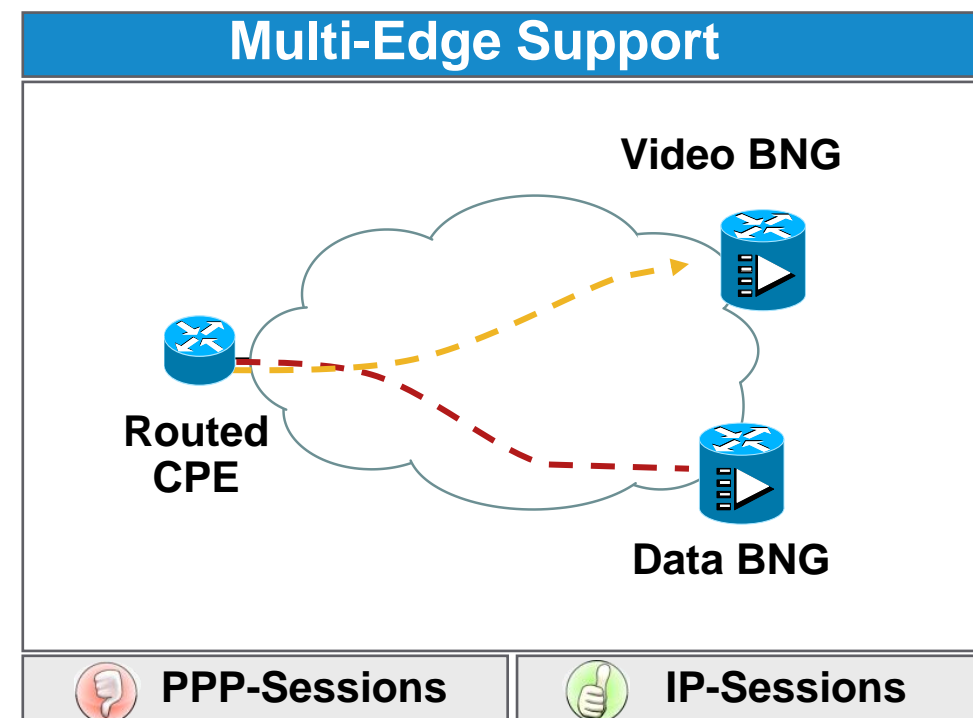 Multi-Edge Support
Video BNG
Routed
CPE
Data BNG
PPP-Sessions
IP-Sessions